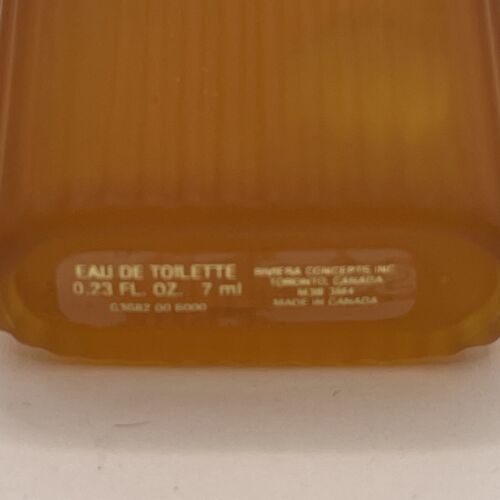 EAU DE TOILETTE
0.23 FL. OZ. 7 ml
G3682 00 6000
RIVIERA CONCEPTS INC.
TORONTO, CANADA
M3B 3M4
MADE IN CANADA